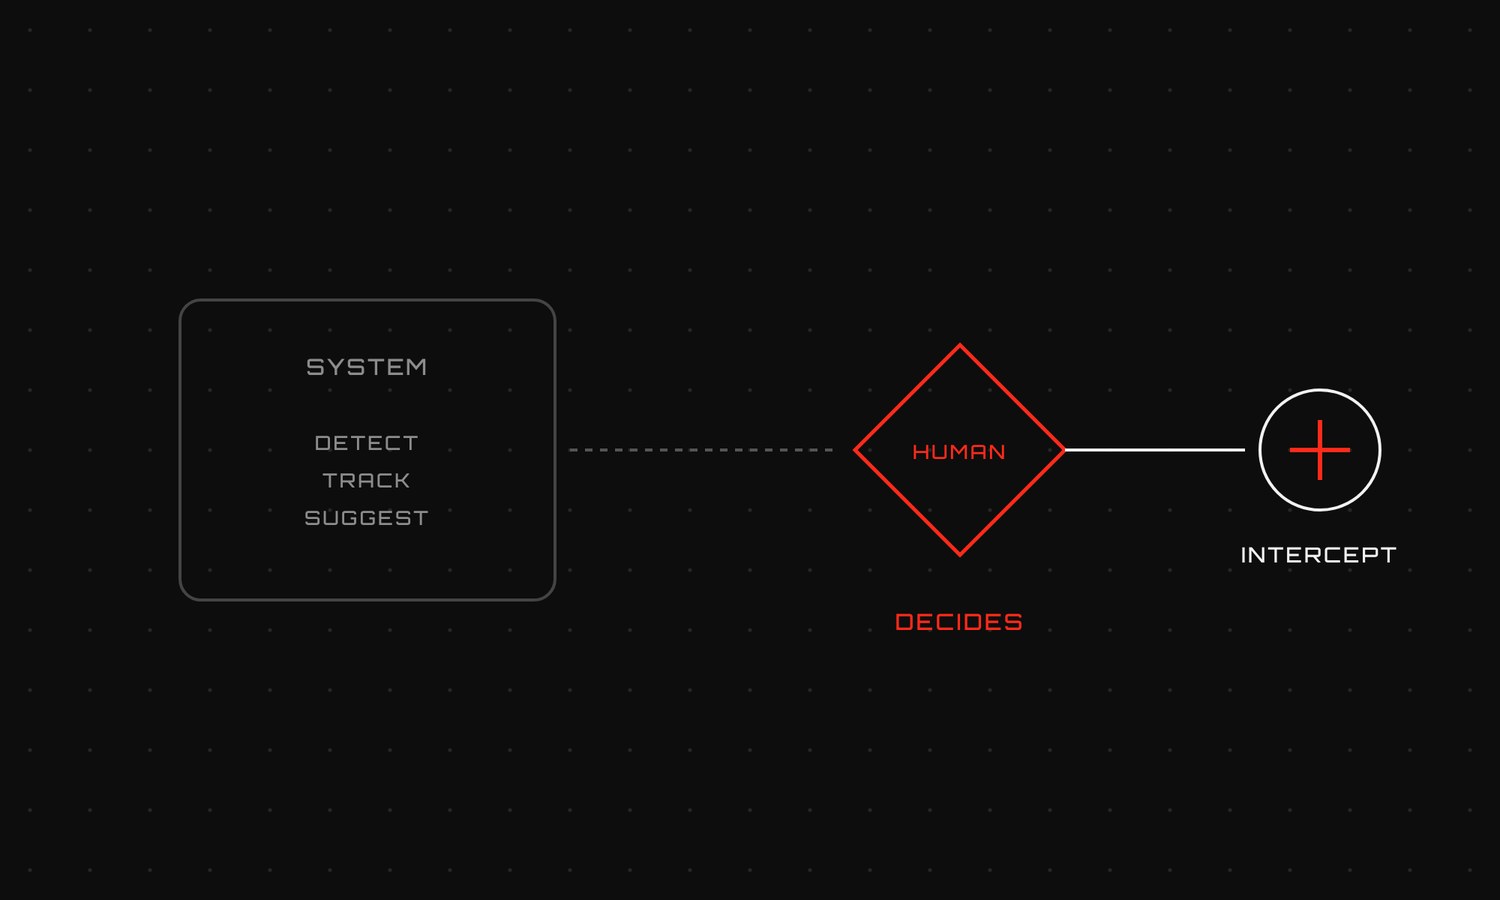 SYSTEM
DETECT
TRACK
SUGGEST
HUMAN
DECIDES
INTERCEPT